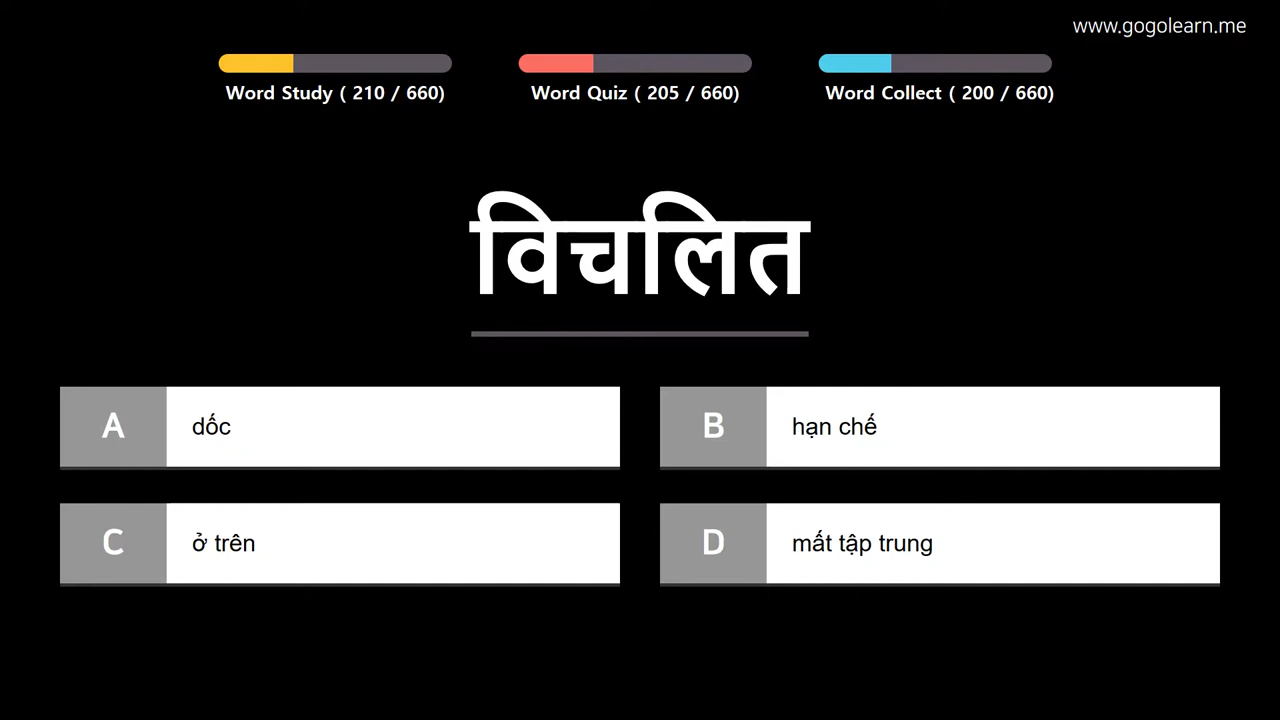 www.gogolearn.me
Word Study ( 210 / 660)
Word Quiz ( 205 / 660)
Word Collect ( 200 / 660)
विचलित
A dốc
B hạn chế
C ở trên
D mất tập trung